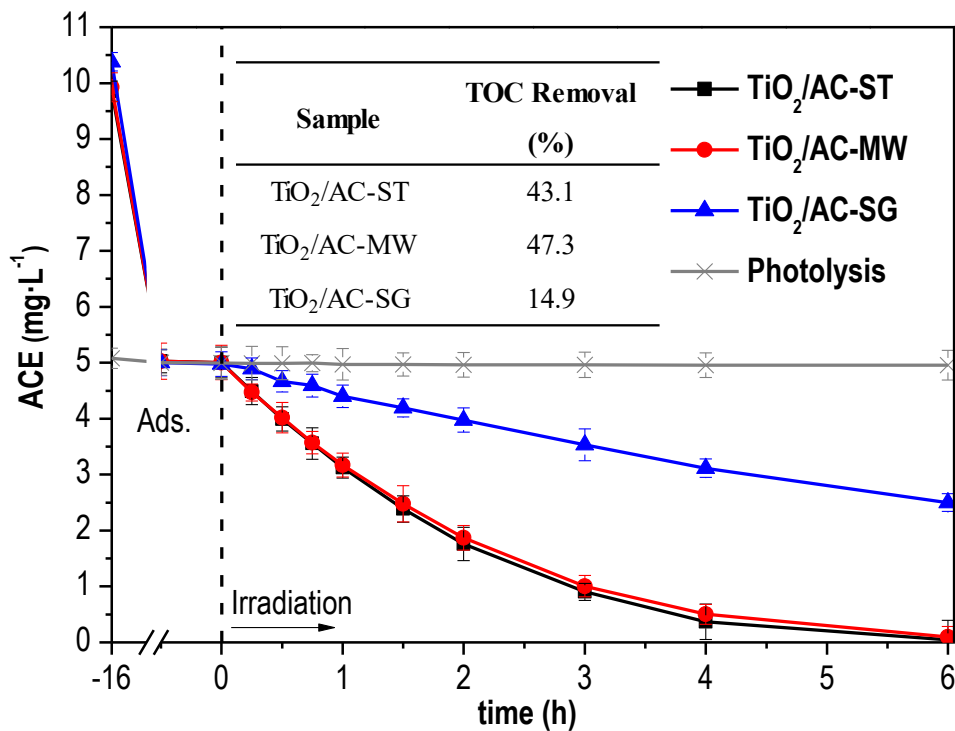 11
10
9
8
7
6
5
4
3
2
1
0
ACE (mg·L⁻¹)
Sample TOC Removal (%)
TiO₂/AC-ST 43.1
TiO₂/AC-MW 47.3
TiO₂/AC-SG 14.9
TiO₂/AC-ST
TiO₂/AC-MW
TiO₂/AC-SG
Photolysis
Ads.
Irradiation
-16 0 1 2 3 4 5 6
time (h)